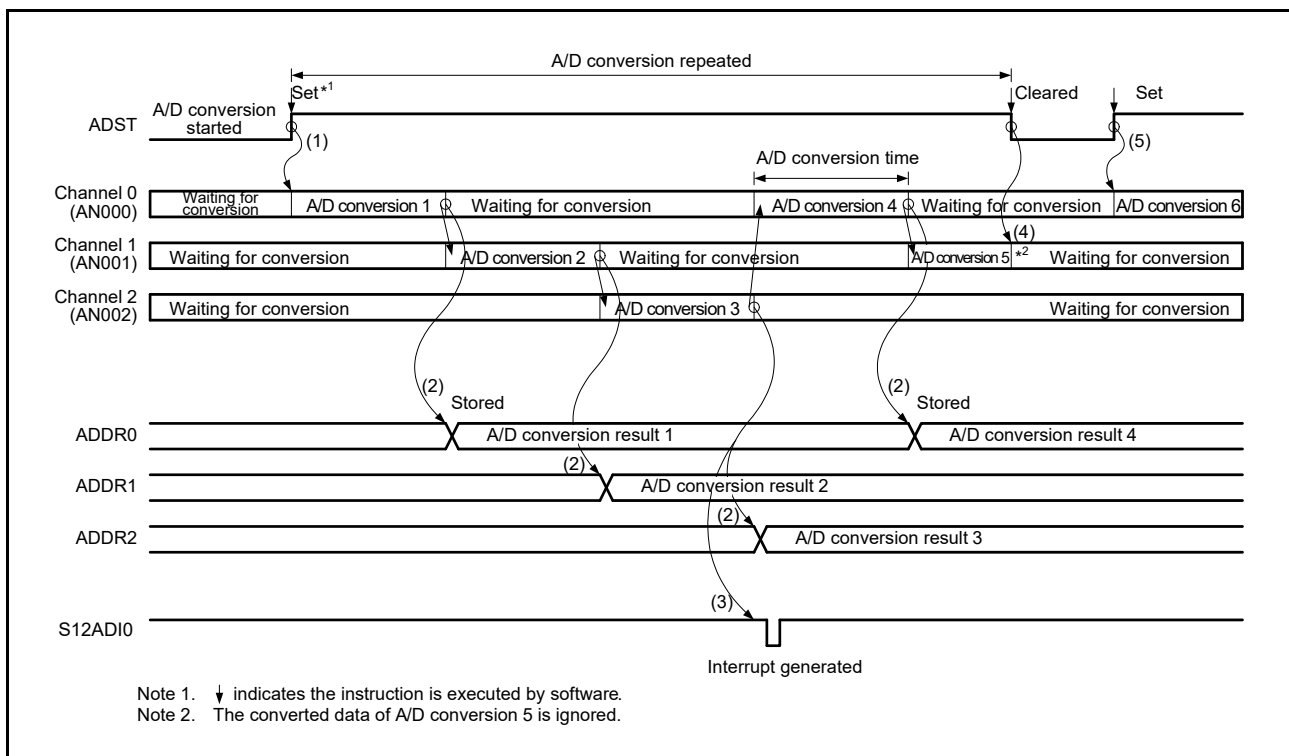 A/D conversion repeated
Set *1
Cleared
Set
A/D conversion
started
ADST
(1)
(5)
A/D conversion time
Channel 0
(AN000)
Waiting for
conversion
A/D conversion 1
Waiting for conversion
A/D conversion 4
Waiting for conversion
A/D conversion 6
(4)
Channel 1
(AN001)
Waiting for conversion
A/D conversion 2
Waiting for conversion
A/D conversion 5
*2
Waiting for conversion
Channel 2
(AN002)
Waiting for conversion
A/D conversion 3
Waiting for conversion
(2)
Stored
(2)
Stored
ADDR0
A/D conversion result 1
A/D conversion result 4
(2)
ADDR1
A/D conversion result 2
(2)
ADDR2
A/D conversion result 3
(3)
S12ADI0
Interrupt generated
Note 1. ↓ indicates the instruction is executed by software.
Note 2. The converted data of A/D conversion 5 is ignored.